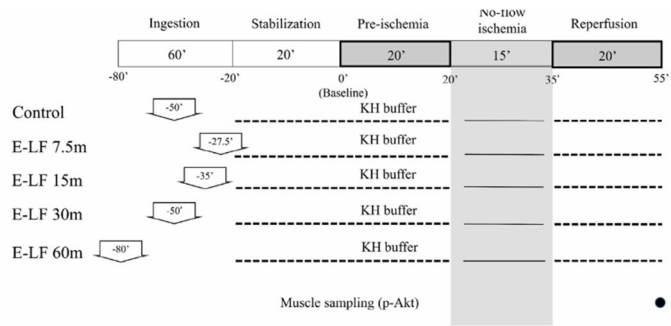 Ingestion Stabilization Pre-ischemia No-flow ischemia Reperfusion
60' 20' 20' 15' 20'
-80' -20' 0' 20' 35' 55'
(Baseline)
Control -50' KH buffer
E-LF 7.5m -27.5' KH buffer
E-LF 15m -35' KH buffer
E-LF 30m -50' KH buffer
E-LF 60m -80' KH buffer
Muscle sampling (p-Akt)